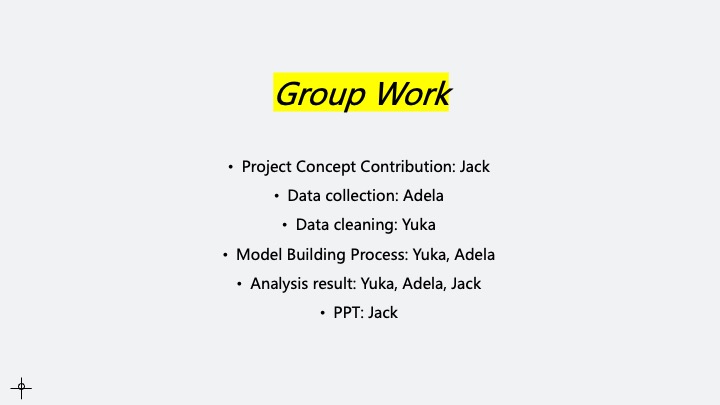 Group Work
• Project Concept Contribution: Jack
• Data collection: Adela
• Data cleaning: Yuka
• Model Building Process: Yuka, Adela
• Analysis result: Yuka, Adela, Jack
• PPT: Jack